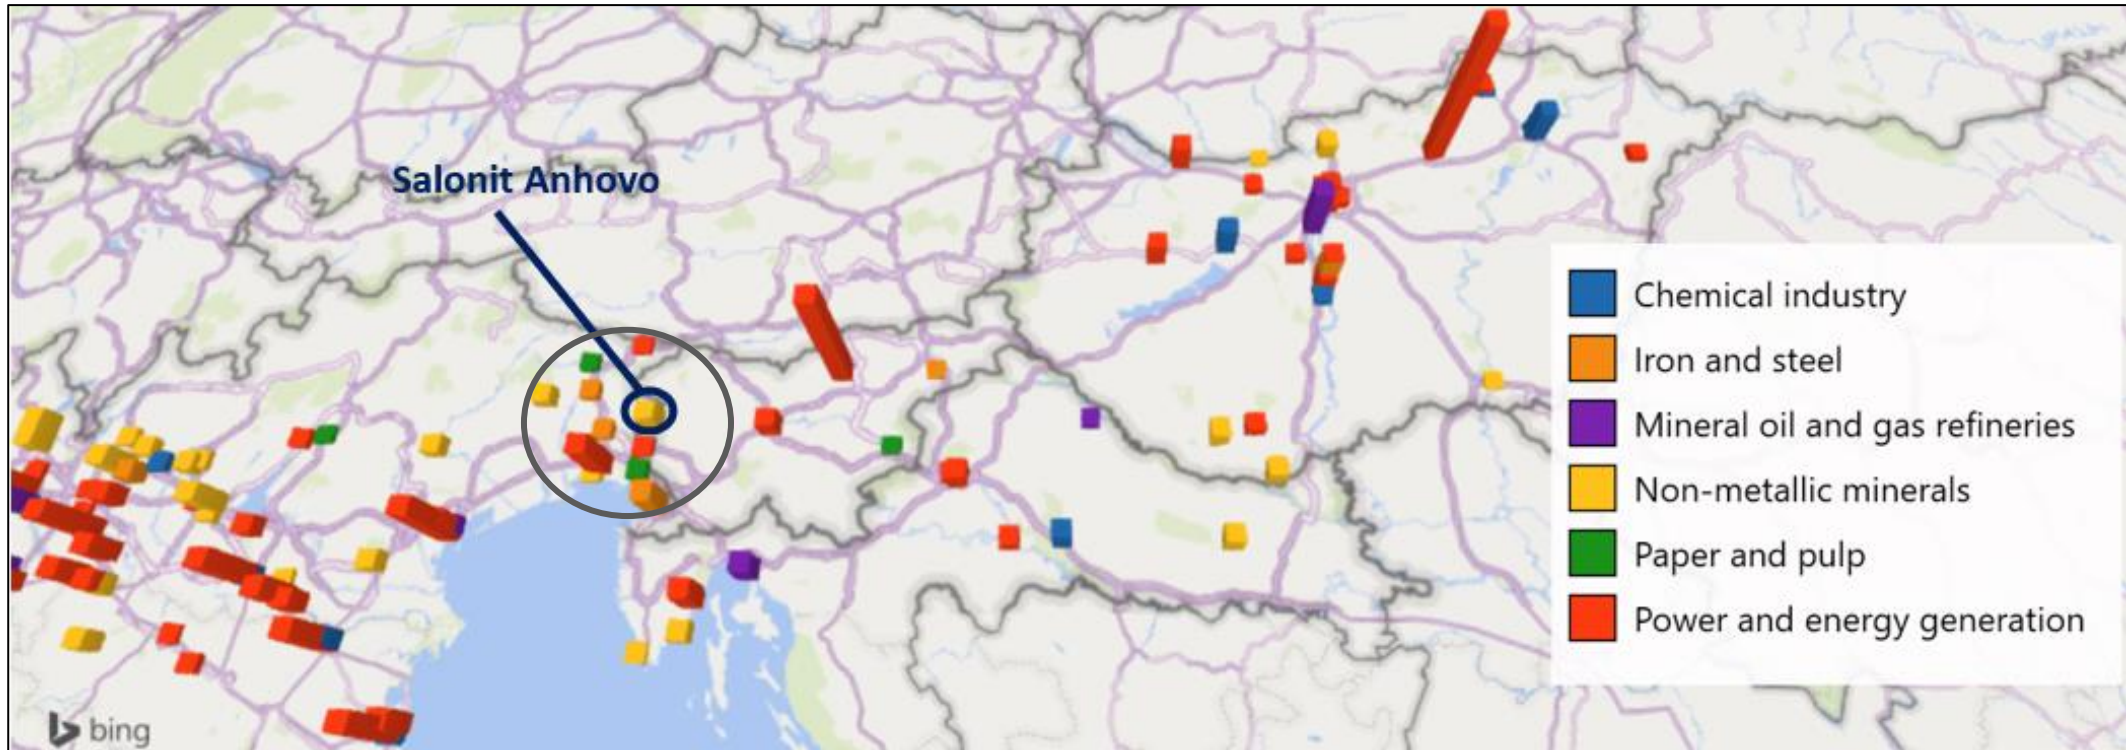 Salonit Anhovo
Chemical industry
Iron and steel
Mineral oil and gas refineries
Non-metallic minerals
Paper and pulp
Power and energy generation
bing